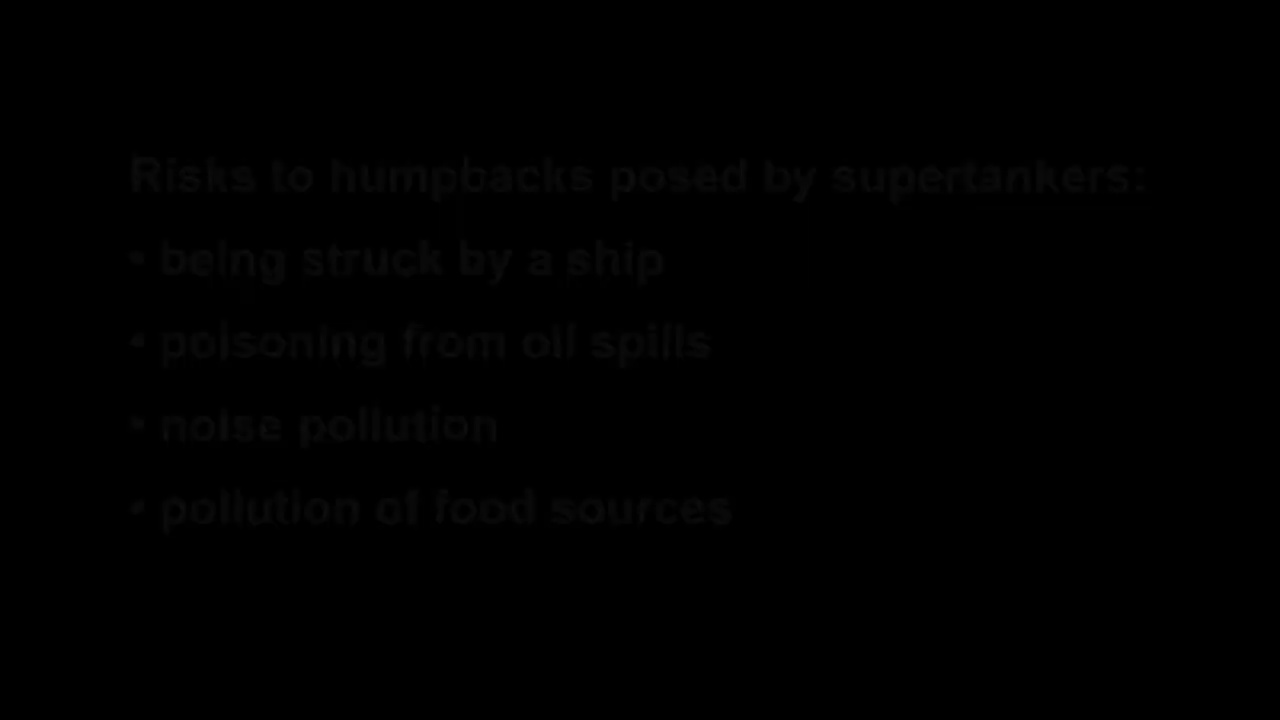 Risks to humpbacks posed by supertankers:
• being struck by a ship
• poisoning from oil spills
• noise pollution
• pollution of food sources